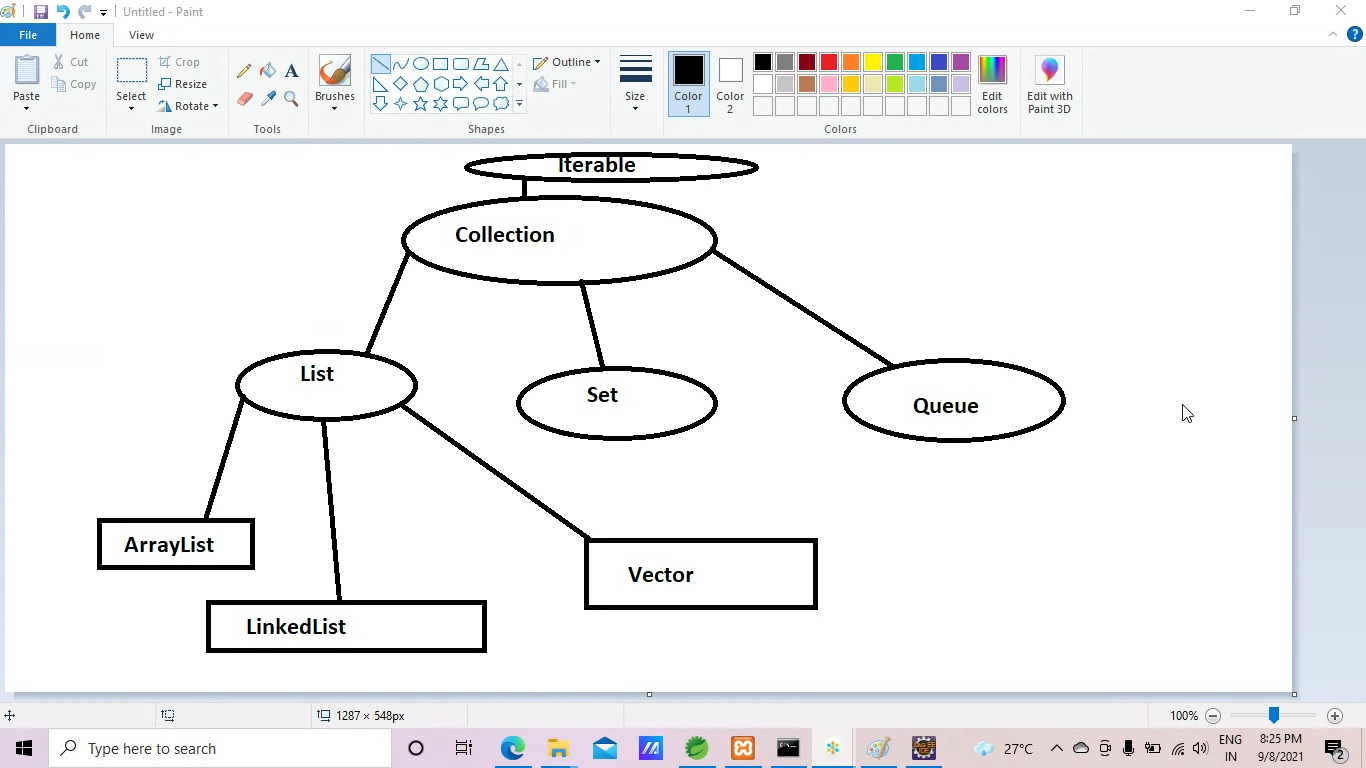 Untitled - Paint
File Home View
Cut
Copy
Paste
Clipboard
Crop
Resize
Rotate
Select
Image
Tools
Brushes
Outline
Fill
Shapes
Size
Color 1
Color 2
Edit colors
Colors
Edit with Paint 3D
Iterable
Collection
List
Set
Queue
ArrayList
Vector
LinkedList
1287 × 548px
100%
Type here to search
27°C
ENG
IN
8:25 PM
9/8/2021
2